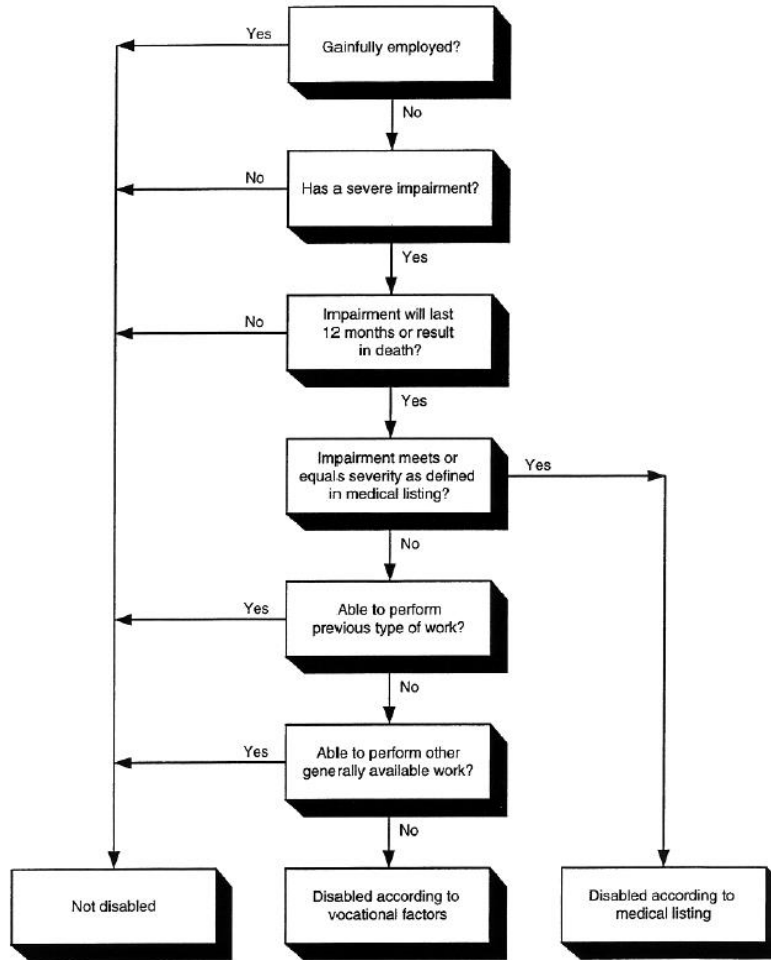 Yes
Gainfully employed?
No
No
Has a severe impairment?
Yes
No
Impairment will last
12 months or result
in death?
Yes
Impairment meets or
equals severity as defined
in medical listing?
Yes
No
Yes
Able to perform
previous type of work?
No
Yes
Able to perform other
generally available work?
No
Not disabled
Disabled according to
vocational factors
Disabled according to
medical listing